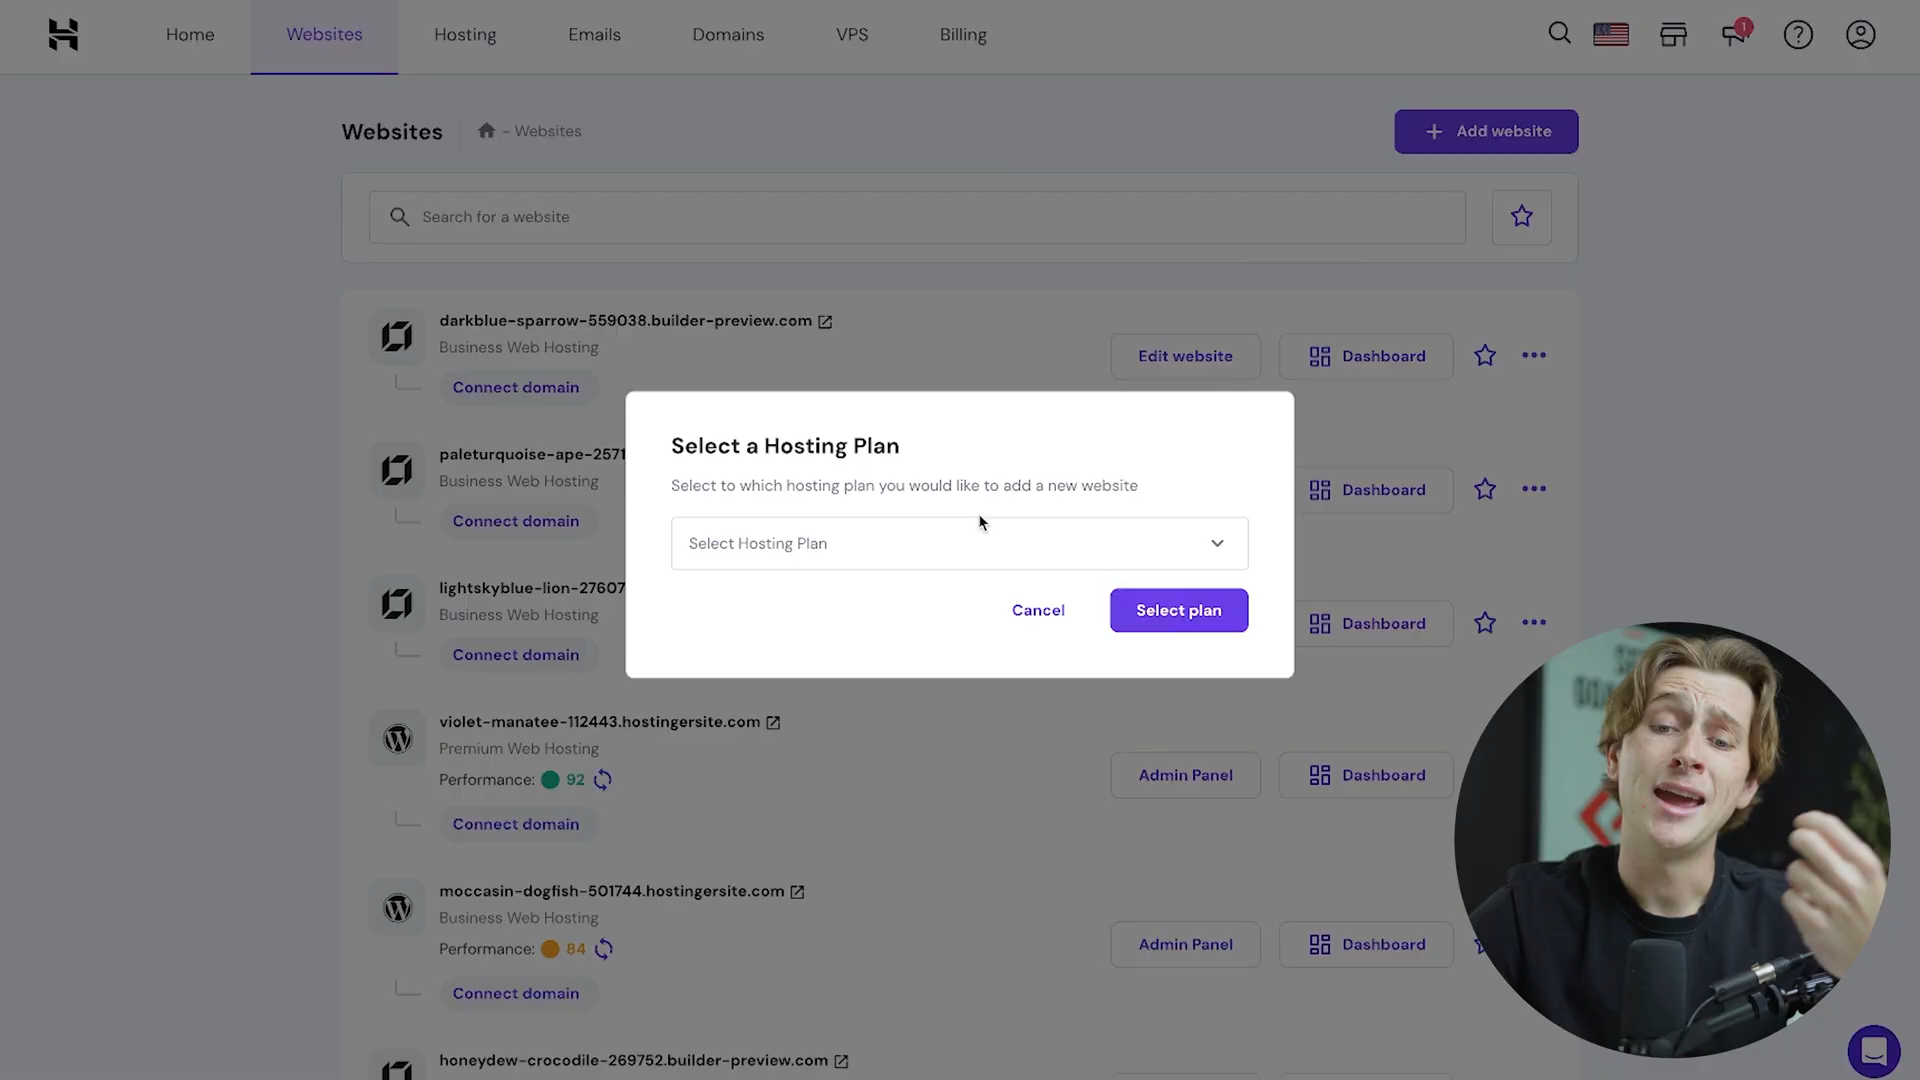 Home
Websites
Hosting
Emails
Domains
VPS
Billing
1
Websites
- Websites
Add website
Search for a website
darkblue-sparrow-559038.builder-preview.com
Business Web Hosting
Connect domain
Edit website
Dashboard
paleturquoise-ape-2571
Business Web Hosting
Connect domain
Dashboard
Select a Hosting Plan
Select to which hosting plan you would like to add a new website
Select Hosting Plan
Cancel
Select plan
lightskyblue-lion-27607
Business Web Hosting
Connect domain
Dashboard
violet-manatee-112443.hostingersite.com
Premium Web Hosting
Performance: 92
Connect domain
Admin Panel
Dashboard
moccasin-dogfish-501744.hostingersite.com
Business Web Hosting
Performance: 84
Connect domain
Admin Panel
Dashboard
honeydew-crocodile-269752.builder-preview.com